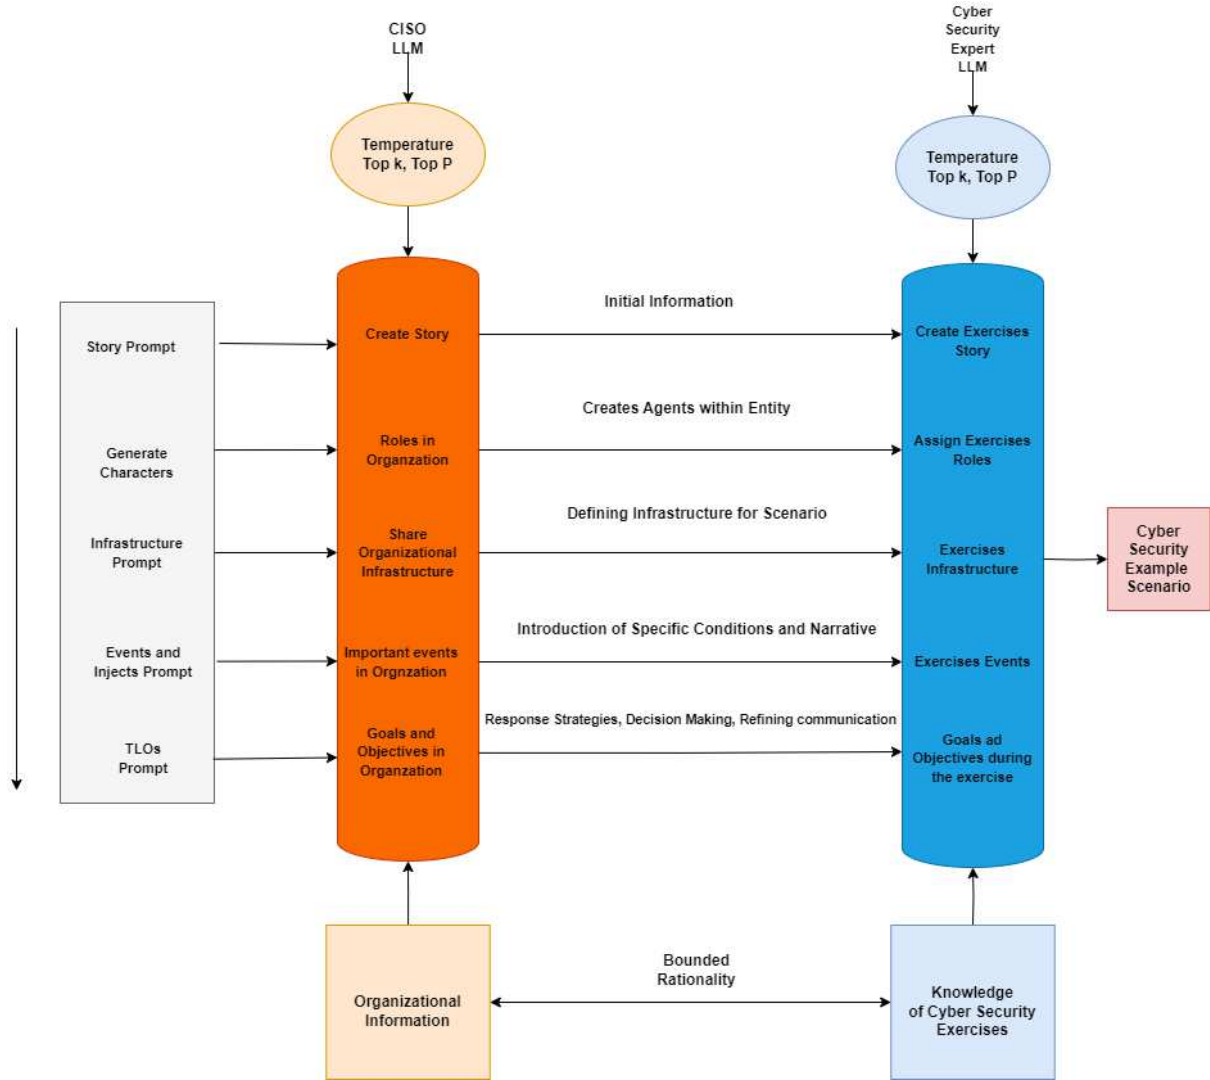 CISO
LLM
Cyber
Security
Expert
LLM
Temperature
Top k, Top P
Temperature
Top k, Top P
Story Prompt
Create Story
Initial Information
Create Exercises
Story
Generate
Characters
Roles in
Organzation
Creates Agents within Entity
Assign Exercises
Roles
Infrastructure
Prompt
Share
Organizational
Infrastructure
Defining Infrastructure for Scenario
Exercises
Infrastructure
Cyber
Security
Example
Scenario
Events and
Injects Prompt
Important events
in Orgnzation
Introduction of Specific Conditions and Narrative
Exercises Events
TLOs
Prompt
Goals and
Objectives in
Organzation
Response Strategies, Decision Making, Refining communication
Goals ad
Objectives during
the exercise
Organizational
Information
Bounded
Rationality
Knowledge
of Cyber Security
Exercises